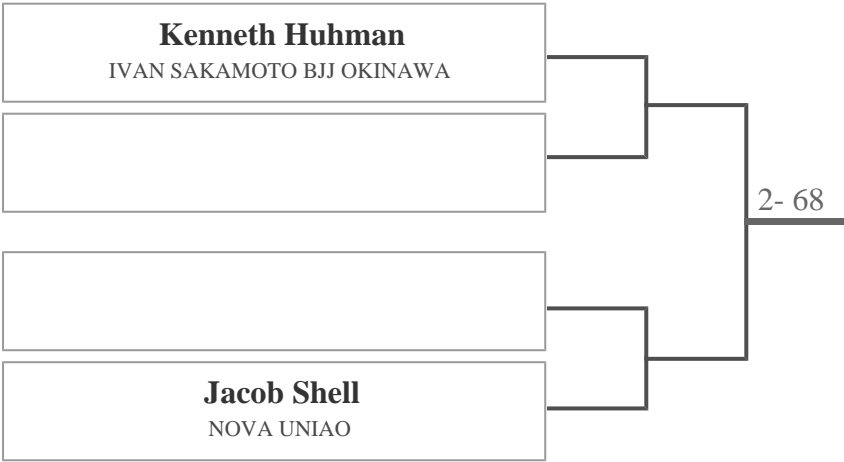 Kenneth Huhman
IVAN SAKAMOTO BJJ OKINAWA
2- 68
Jacob Shell
NOVA UNIAO